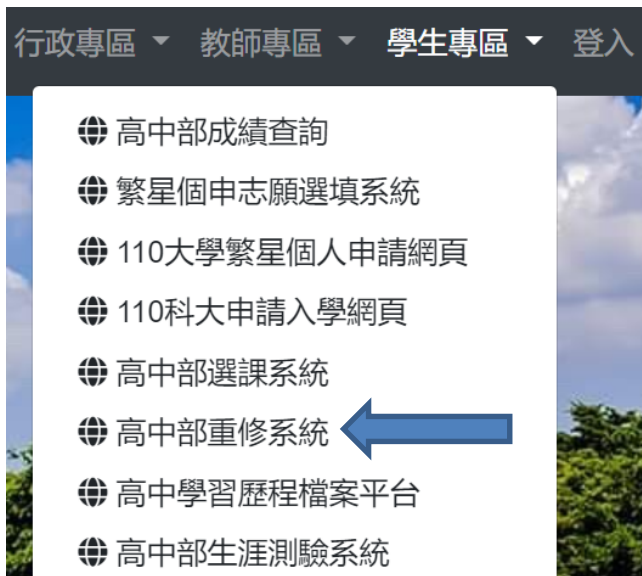 行政專區 教師專區 學生專區 登入
高中部成績查詢
繁星個申志願選填系統
110大學繁星個人申請網頁
110科大申請入學網頁
高中部選課系統
高中部重修系統
高中學習歷程檔案平台
高中部生涯測驗系統